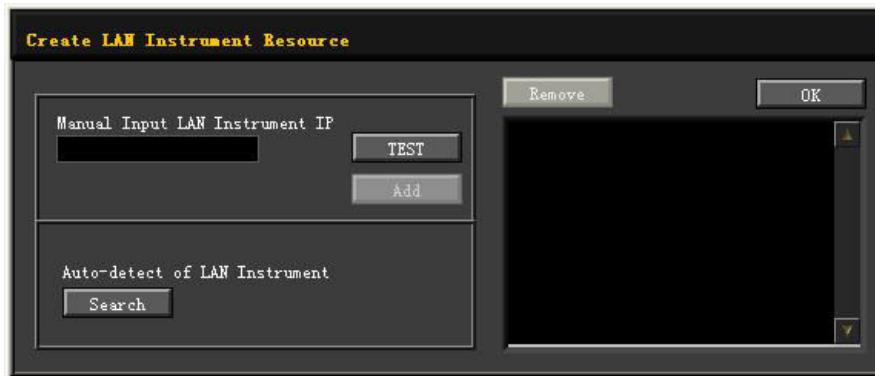 Create LAN Instrument Resource
Remove
OK
Manual Input LAN Instrument IP
TEST
Add
Auto-detect of LAN Instrument
Search